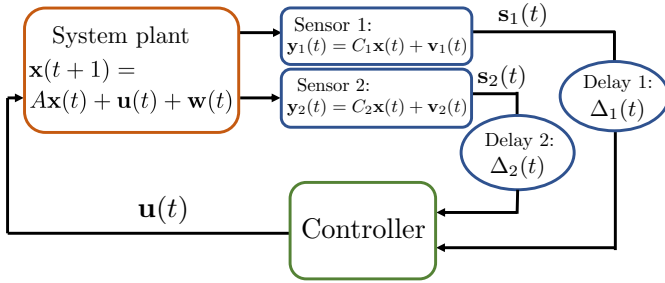 System plant
𝐱(t + 1) =
A𝐱(t) + 𝐮(t) + 𝐰(t)
Sensor 1:
𝐲₁(t) = C₁𝐱(t) + 𝐯₁(t)
Sensor 2:
𝐲₂(t) = C₂𝐱(t) + 𝐯₂(t)
𝐬₁(t)
𝐬₂(t)
Delay 1:
Δ₁(t)
Delay 2:
Δ₂(t)
𝐮(t)
Controller